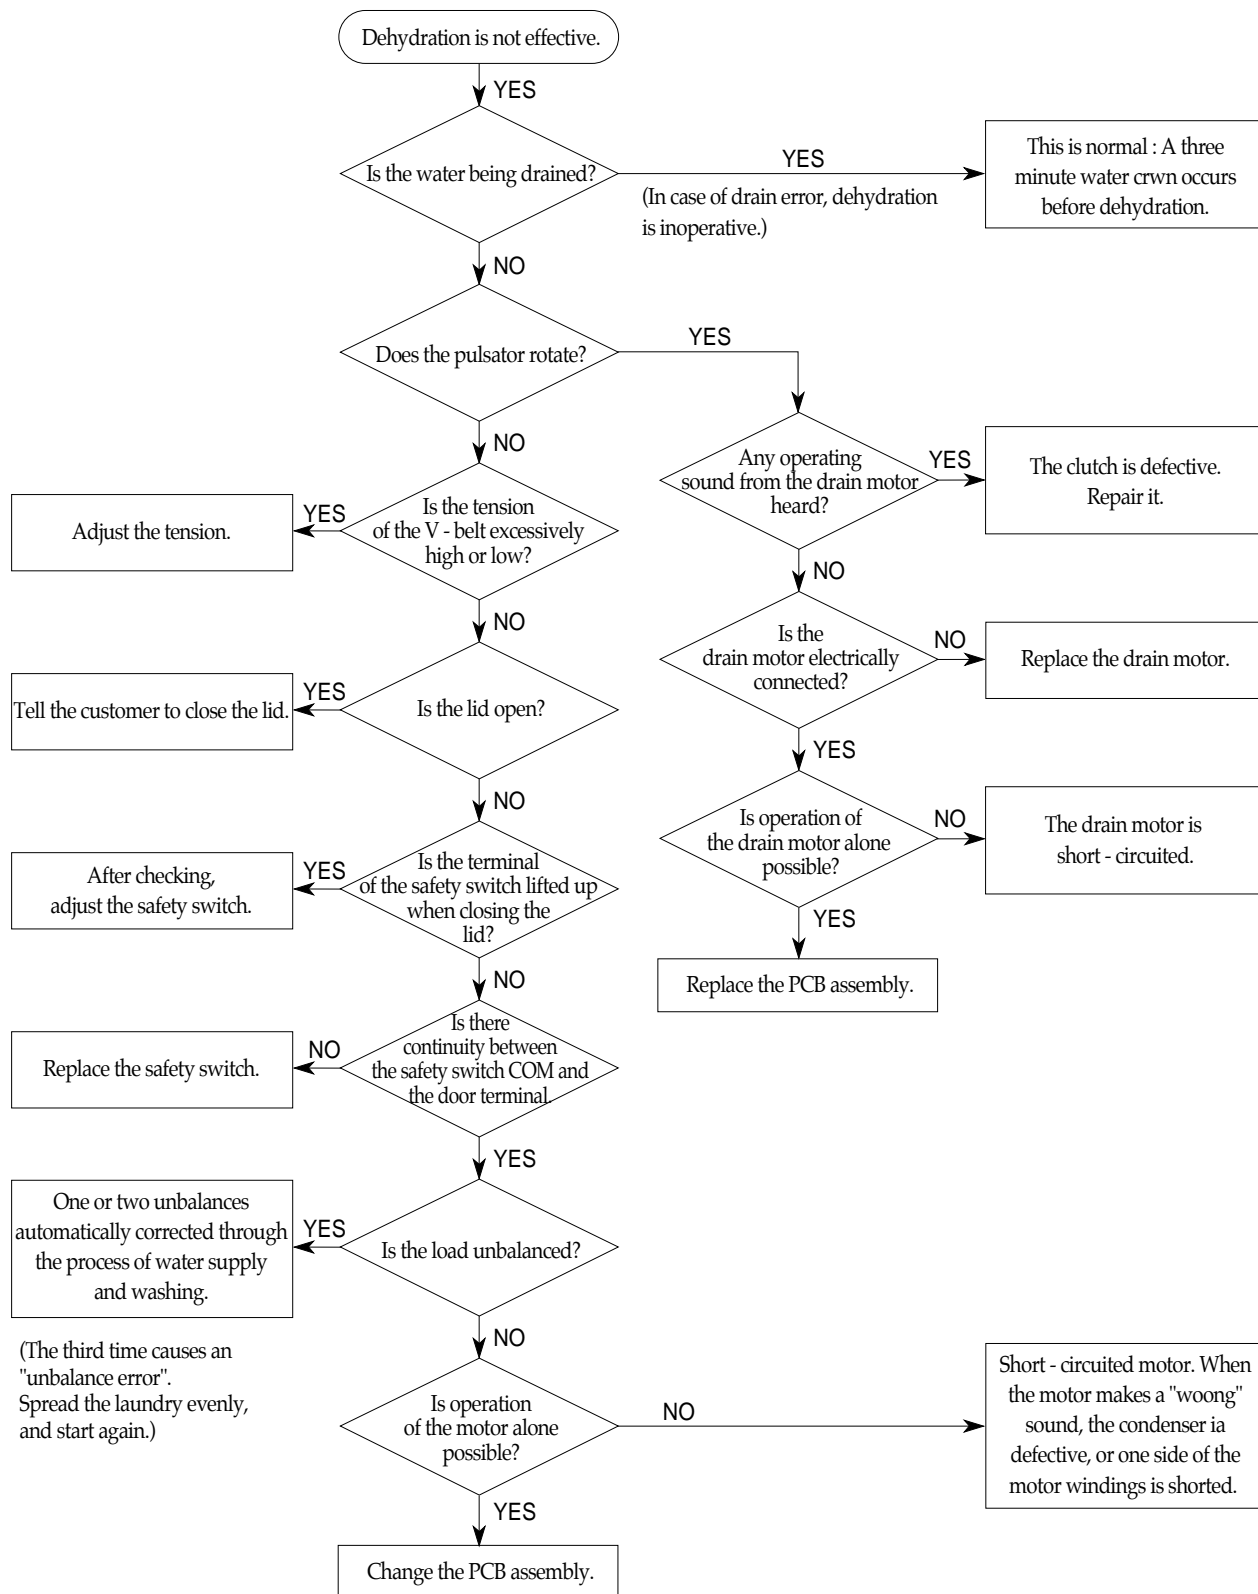 Dehydration is not effective.
YES
Is the water being drained?
YES
(In case of drain error, dehydration
is inoperative.)
This is normal : A three
minute water crwn occurs
before dehydration.
NO
Does the pulsator rotate?
YES
NO
Any operating
sound from the drain motor
heard?
YES
The clutch is defective.
Repair it.
Is the tension
of the V - belt excessively
high or low?
YES
Adjust the tension.
NO
NO
Is the
drain motor electrically
connected?
NO
Replace the drain motor.
Is the lid open?
YES
Tell the customer to close the lid.
YES
NO
Is operation of
the drain motor alone
possible?
NO
The drain motor is
short - circuited.
Is the terminal
of the safety switch lifted up
when closing the
lid?
YES
After checking,
adjust the safety switch.
YES
Replace the PCB assembly.
NO
Is there
continuity between
the safety switch COM and
the door terminal.
NO
Replace the safety switch.
YES
Is the load unbalanced?
YES
One or two unbalances
automatically corrected through
the process of water supply
and washing.
(The third time causes an
"unbalance error".
Spread the laundry evenly,
and start again.)
NO
Is operation
of the motor alone
possible?
NO
Short - circuited motor. When
the motor makes a "woong"
sound, the condenser ia
defective, or one side of the
motor windings is shorted.
YES
Change the PCB assembly.